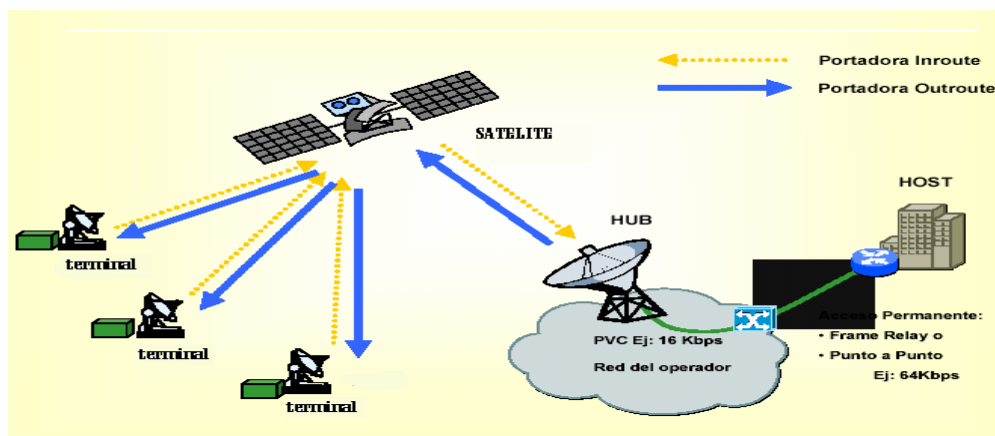 Portadora Inroute
Portadora Outroute
SATELITE
HOST
HUB
terminal
terminal
terminal
PVC Ej: 16 Kbps
Red del operador
Acceso Permanente:
• Frame Relay o
• Punto a Punto
Ej: 64Kbps